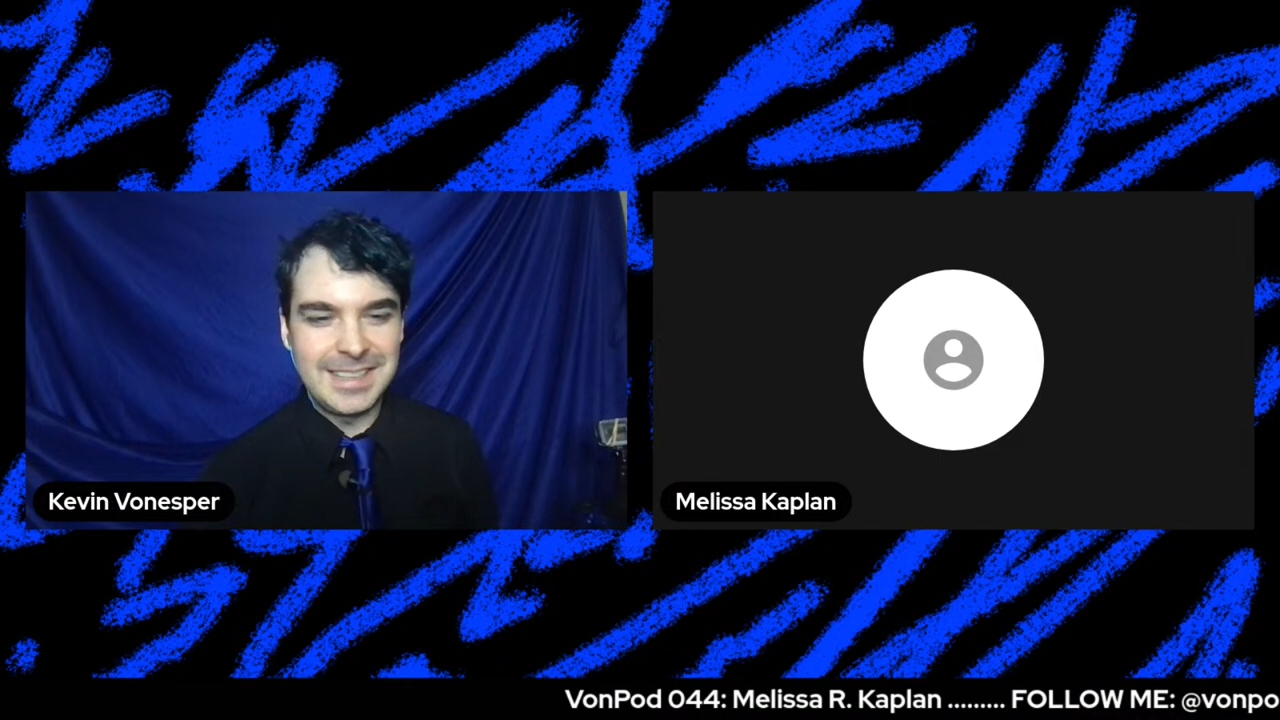 Kevin Vonesper
Melissa Kaplan
VonPod 044: Melissa R. Kaplan ......... FOLLOW ME: @vonpo